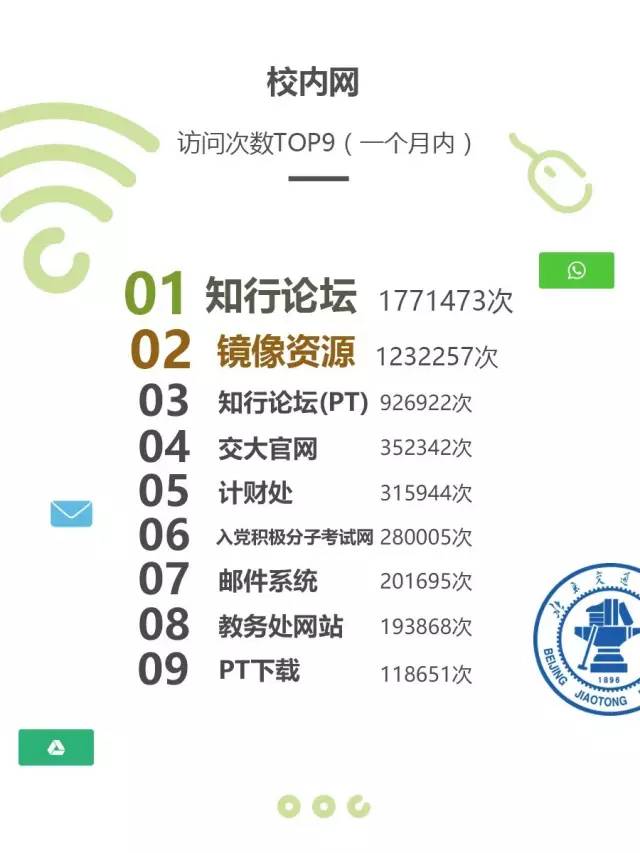 校内网
访问次数TOP9（一个月内）
01 知行论坛 1771473次
02 镜像资源 1232257次
03 知行论坛(PT) 926922次
04 交大官网 352342次
05 计财处 315944次
06 入党积极分子考试网 280005次
07 邮件系统 201695次
08 教务处网站 193868次
09 PT下载 118651次
北京交通
1896
BEIJING JIAOTONG